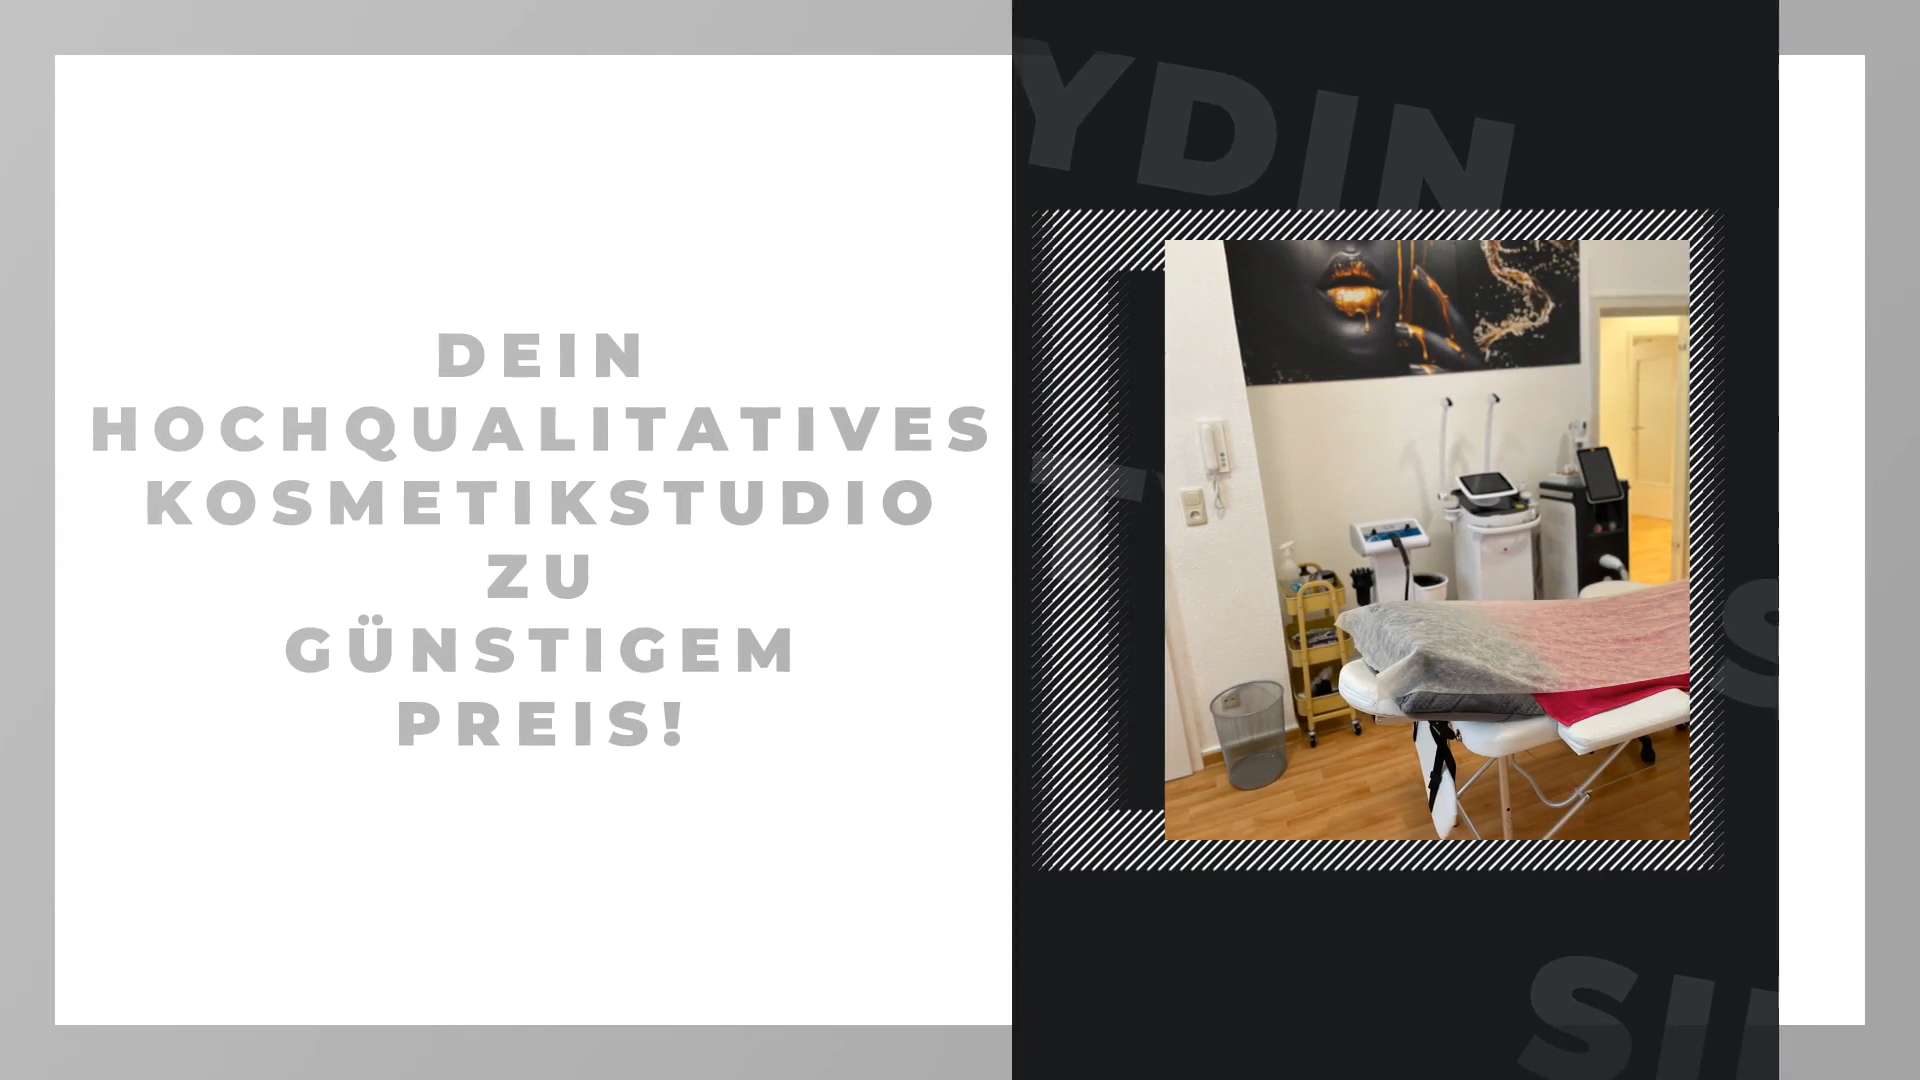 DEIN
HOCHQUALITATIVES
KOSMETIKSTUDIO
ZU
GÜNSTIGEM
PREIS!
YDIN